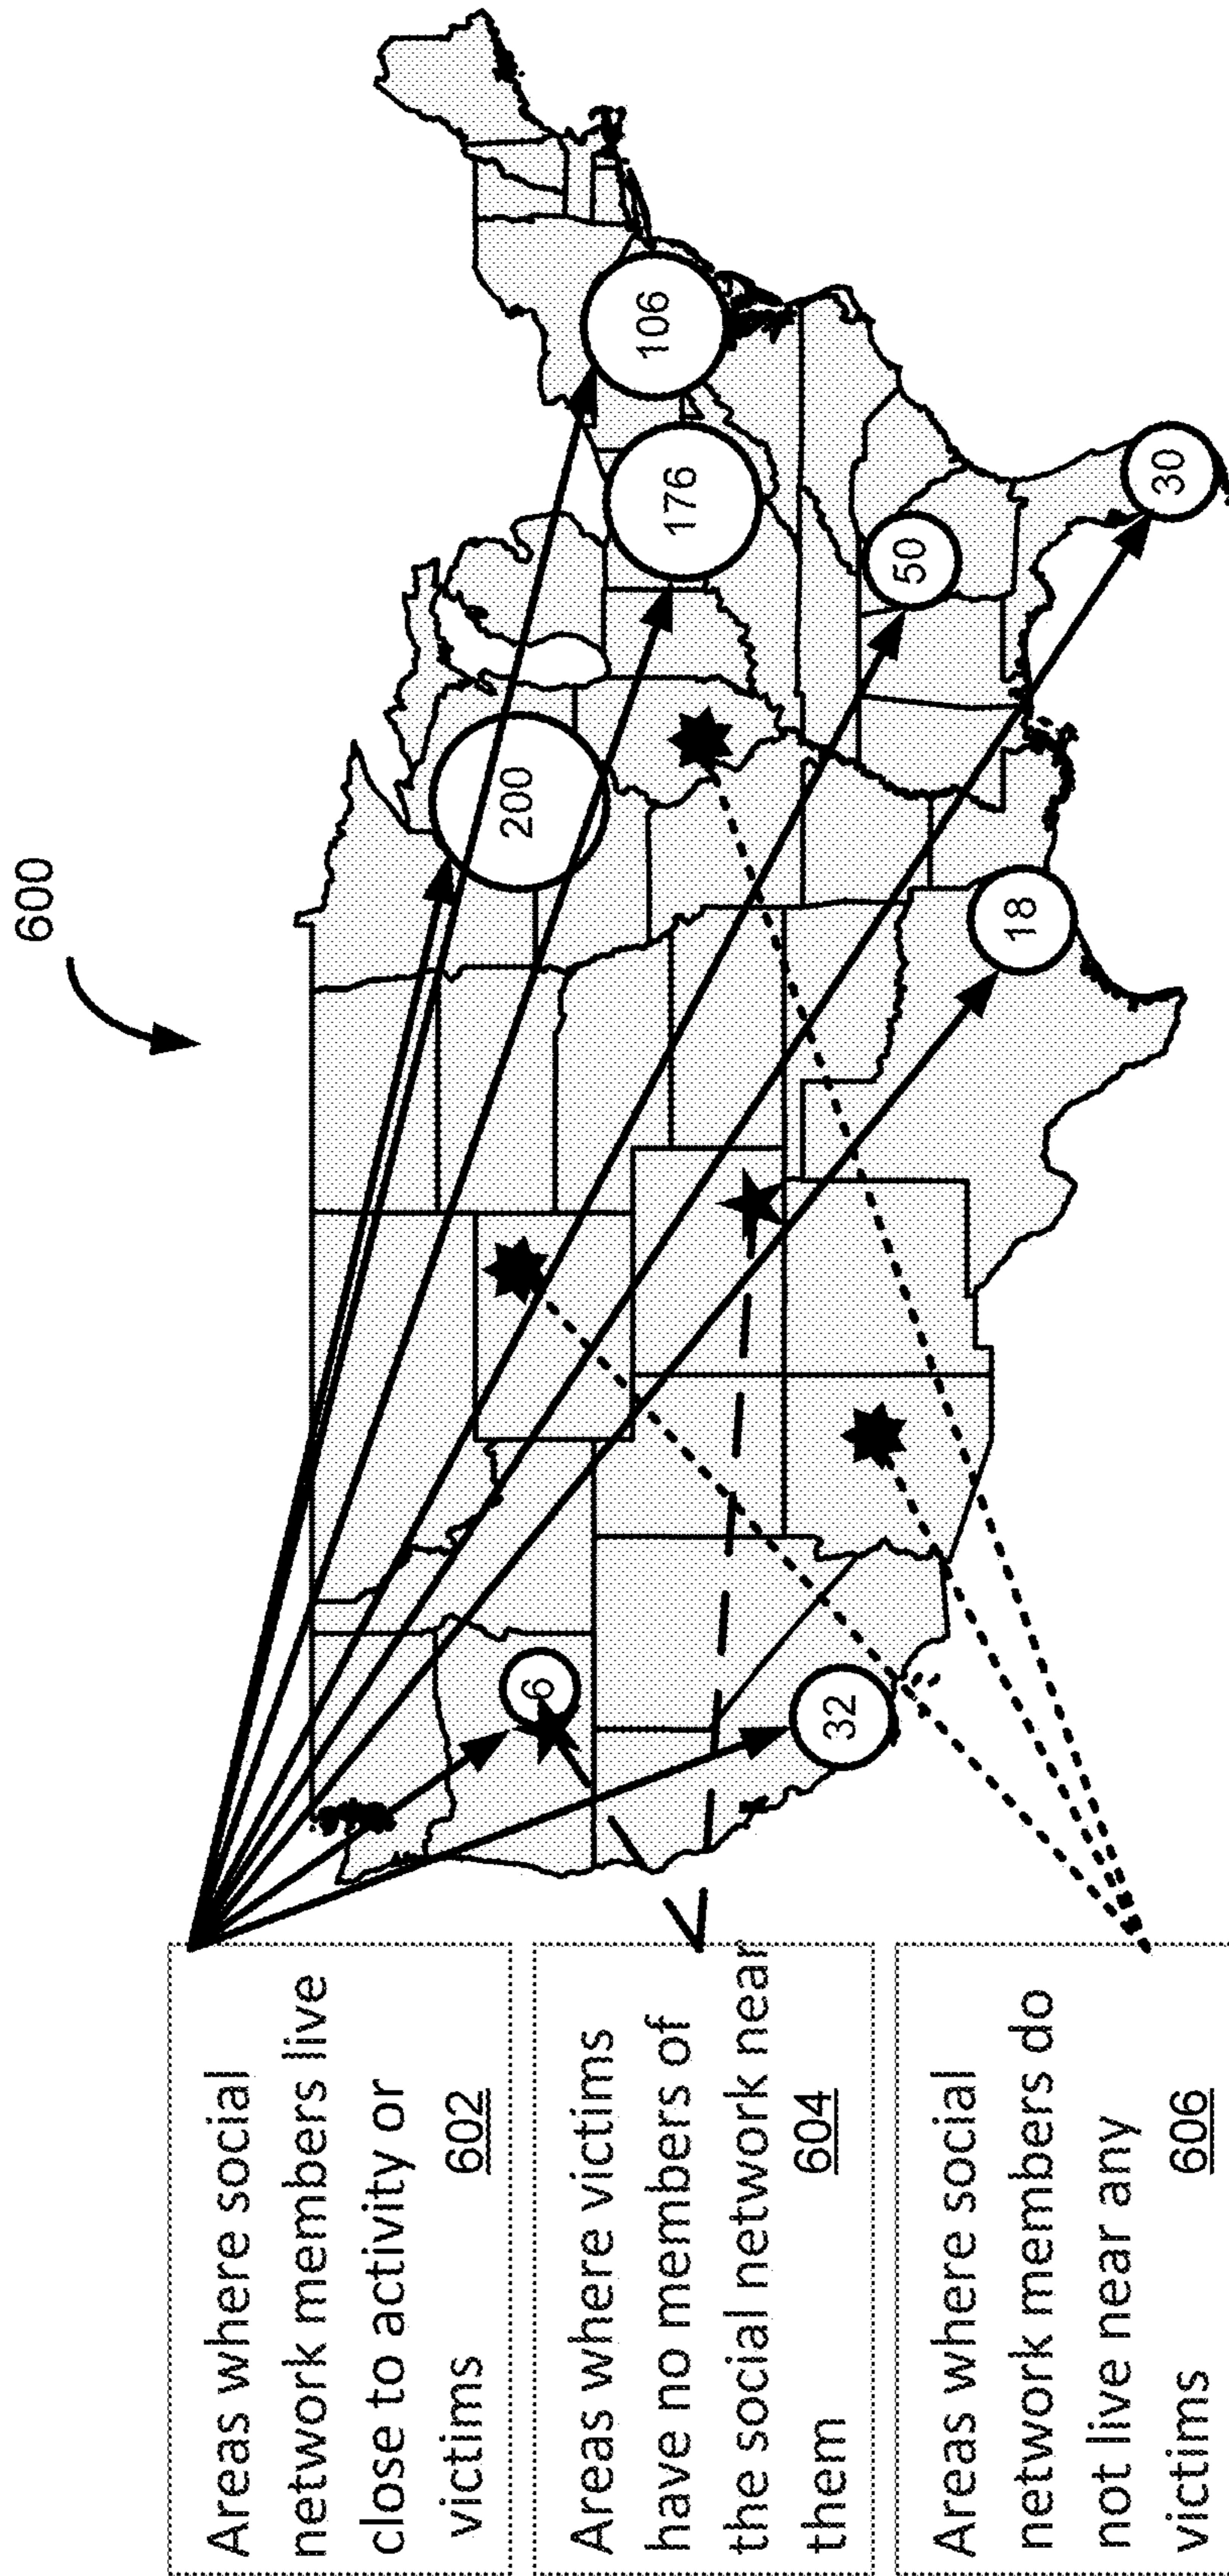 600
Areas where social
network members live
close to activity or
victims 602
Areas where victims
have no members of
the social network near
them 604
Areas where social
network members do
not live near any
victims 606
6
32
200
176
106
50
18
30